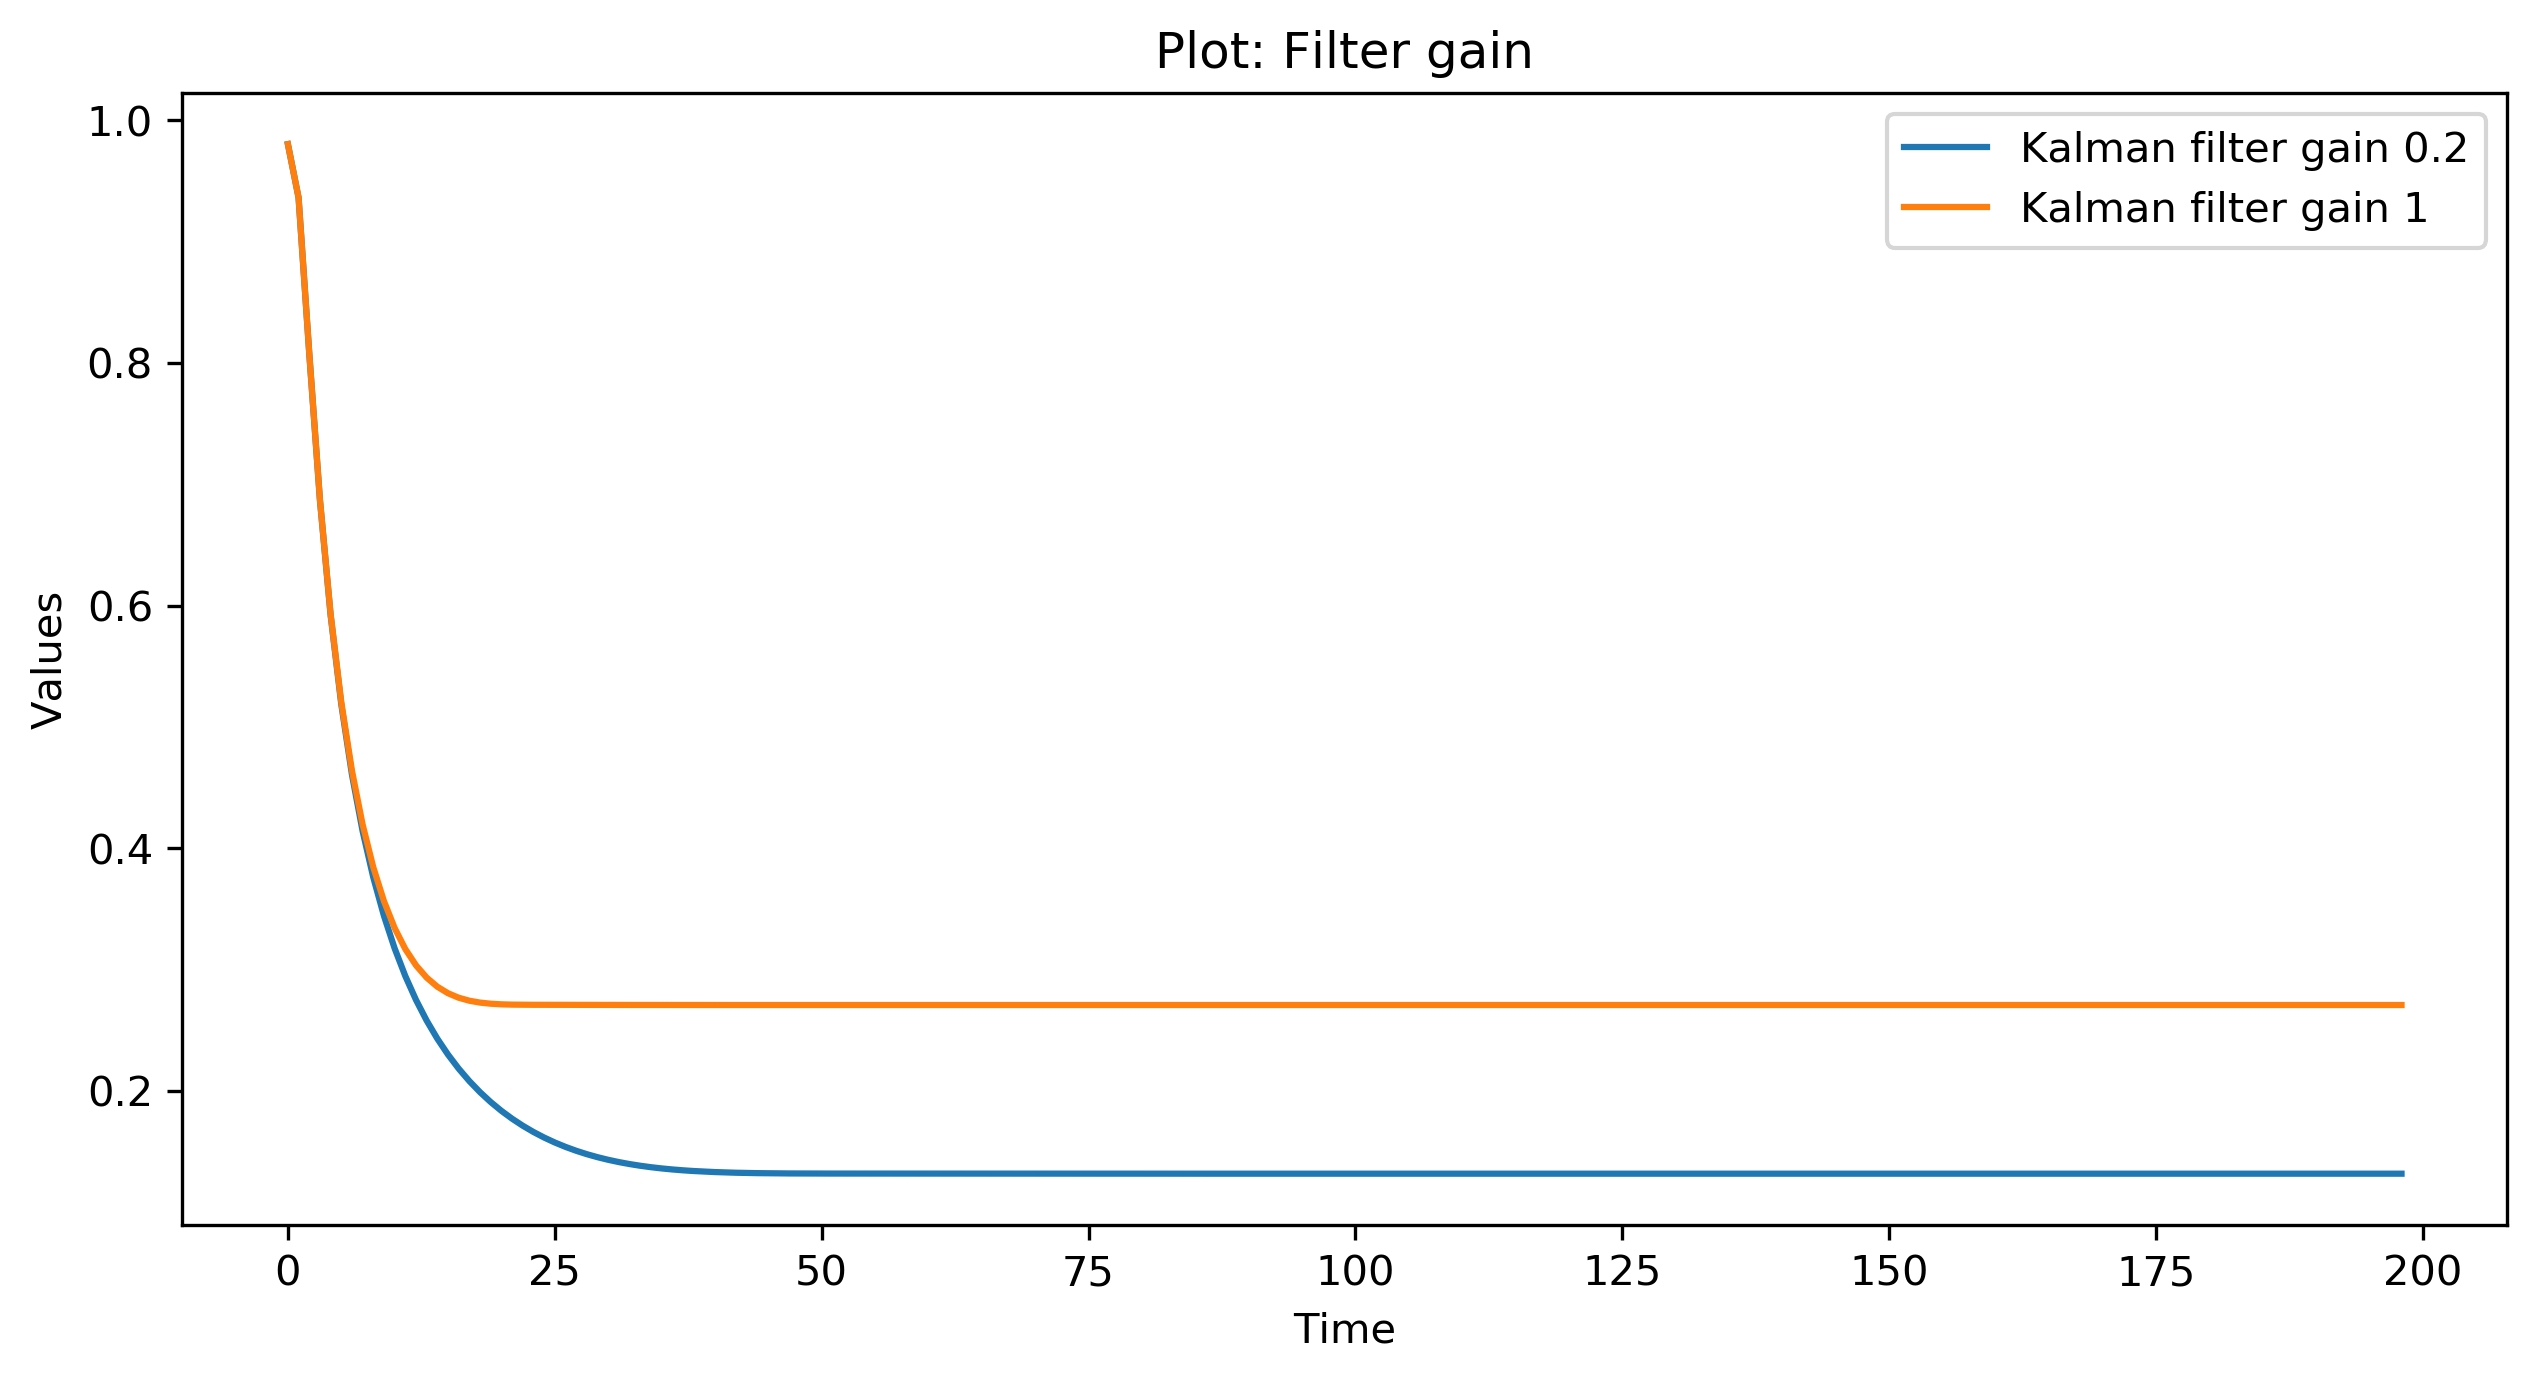 Plot: Filter gain
Kalman filter gain 0.2
Kalman filter gain 1
Values
1.0
0.8
0.6
0.4
0.2
0 25 50 75 100 125 150 175 200
Time